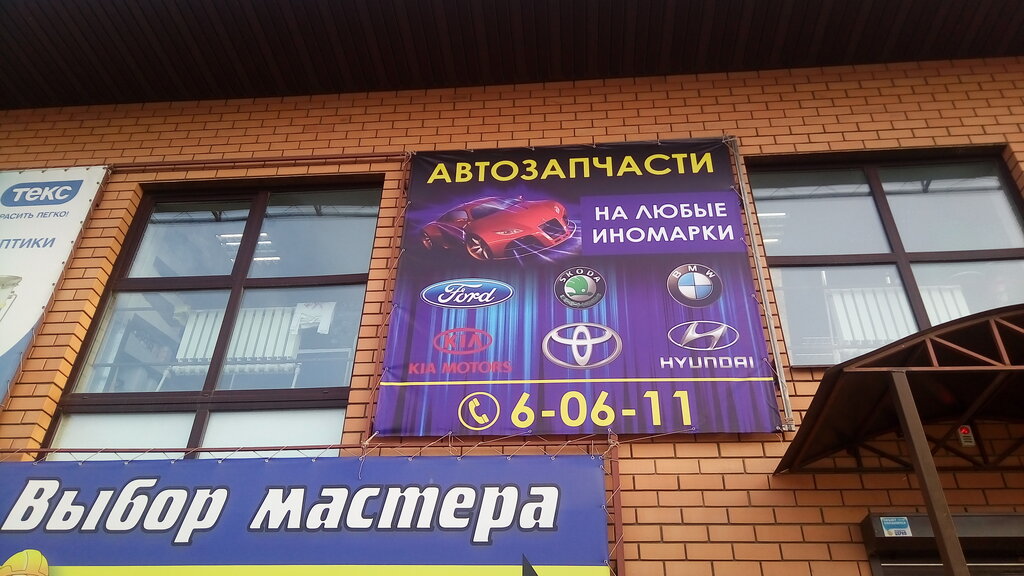 текс
РАСИТЬ ЛЕГКО!
ПТИКИ
АВТОЗАПЧАСТИ
НА ЛЮБЫЕ
ИНОМАРКИ
Ford
SKODA
BMW
KIA
KIA MOTORS
HYUNDAI
6-06-11
Выбор мастера